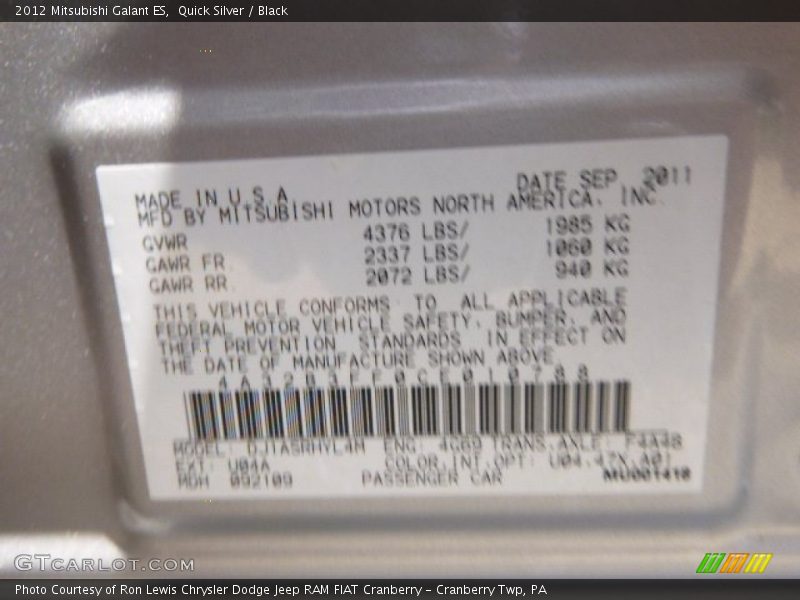 2012 Mitsubishi Galant ES,  Quick Silver / Black
DATE SEP 2011
MADE IN U S A
MFD BY MITSUBISHI MOTORS NORTH AMERICA, INC.
GVWR 4376 LBS/ 1985 KG
GAWR FR 2337 LBS/ 1060 KG
GAWR RR 2072 LBS/ 940 KG
THIS VEHICLE CONFORMS TO ALL APPLICABLE
FEDERAL MOTOR VEHICLE SAFETY, BUMPER, AND
THEFT PREVENTION STANDARDS IN EFFECT ON
THE DATE OF MANUFACTURE SHOWN ABOVE
4A32B3FF0CE010788
MODEL: DJ1A5RHYL4M ENG: 4G69 TRANS.AXLE: F4A4B
EXT: U04A COLOR,INT,OPT: U04,47X,A01
MDH 092109 PASSENGER CAR MU001410
GTCARLOT.COM
Photo Courtesy of Ron Lewis Chrysler Dodge Jeep RAM FIAT Cranberry – Cranberry Twp, PA